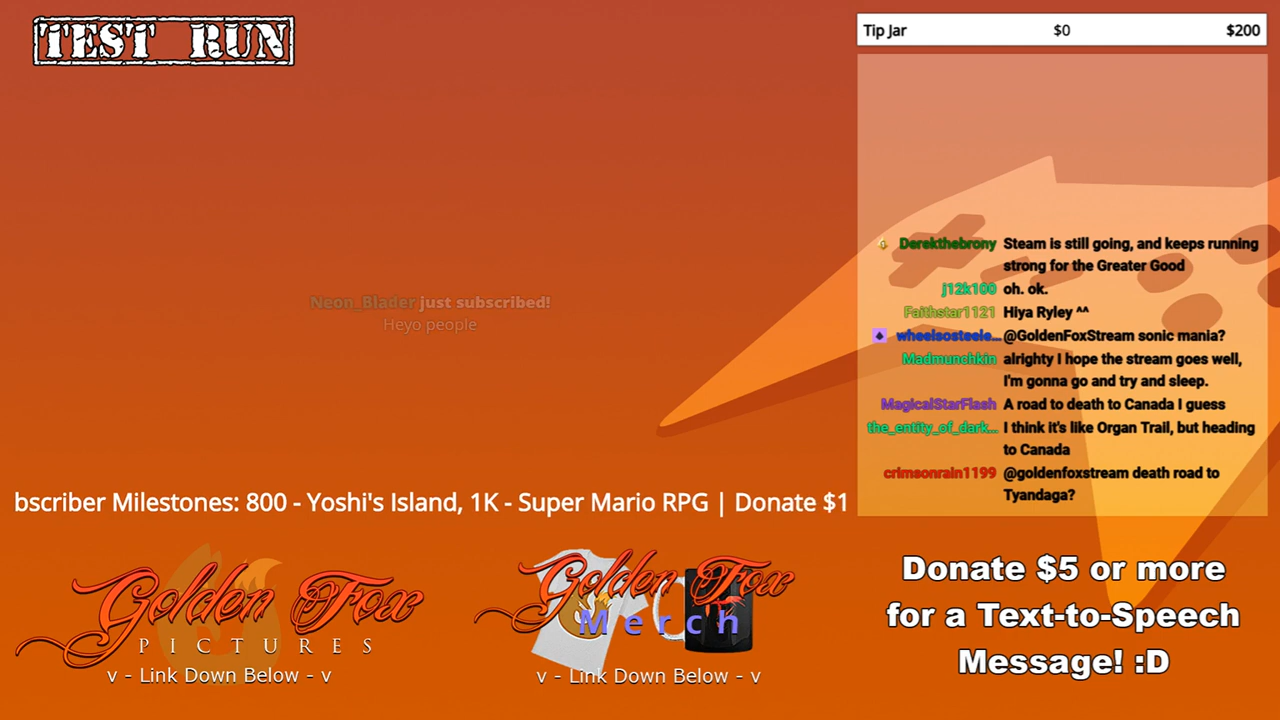 TEST RUN
Tip Jar $0 $200
Derekthebrony Steam is still going, and keeps running
strong for the Greater Good
j12k100 oh. ok.
Faithstar1121 Hiya Ryley ^^
wheelsosteele... @GoldenFoxStream sonic mania?
Madmunchkin alrighty I hope the stream goes well,
I'm gonna go and try and sleep.
MagicalStarFlash A road to death to Canada I guess
the_entity_of_dark... I think it's like Organ Trail, but heading
to Canada
crimsonrain1199 @goldenfoxstream death road to
Tyandaga?
Neon_Blader just subscribed!
Heyo people
bscriber Milestones: 800 - Yoshi's Island, 1K - Super Mario RPG | Donate $1
Golden Fox
PICTURES
v - Link Down Below - v
Golden Fox
Merch
v - Link Down Below - v
Donate $5 or more
for a Text-to-Speech
Message! :D